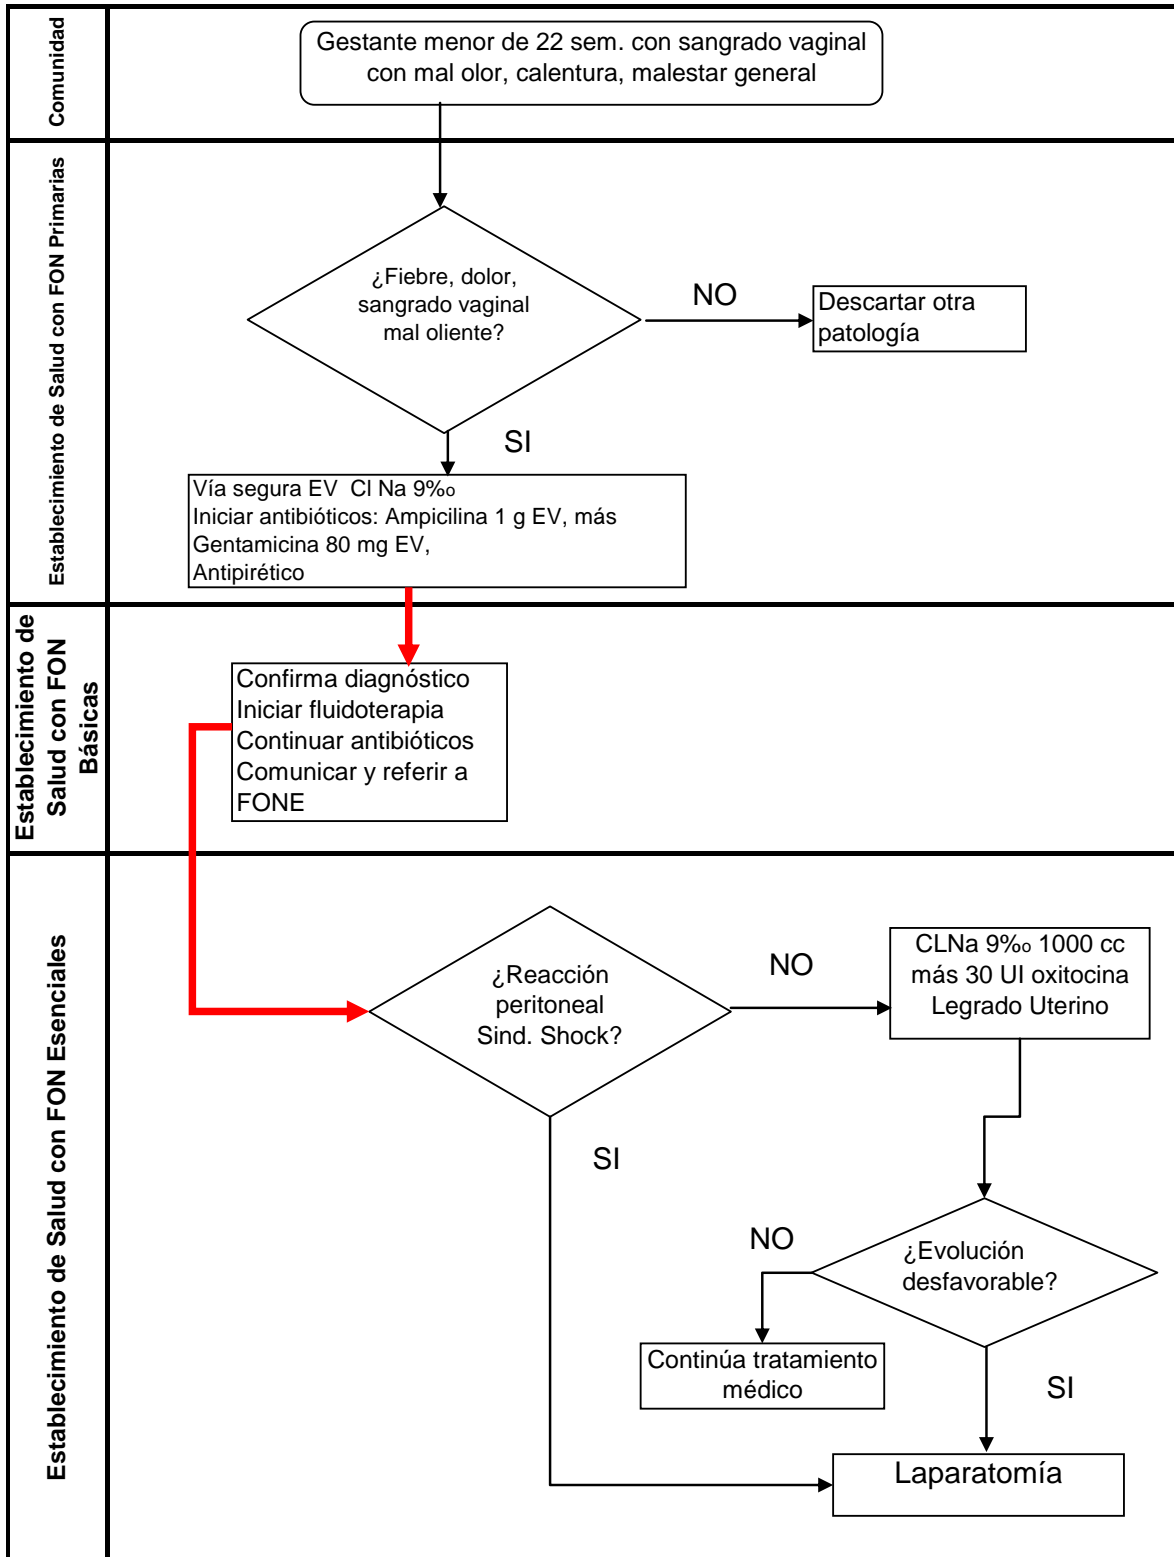 Comunidad
Gestante menor de 22 sem. con sangrado vaginal
con mal olor, calentura, malestar general
Establecimiento de Salud con FON Primarias
¿Fiebre, dolor,
sangrado vaginal
mal oliente?
NO
Descartar otra
patología
SI
Vía segura EV  Cl Na 9‰
Iniciar antibióticos: Ampicilina 1 g EV, más
Gentamicina 80 mg EV,
Antipirético
Establecimiento de
Salud con FON
Básicas
Confirma diagnóstico
Iniciar fluidoterapia
Continuar antibióticos
Comunicar y referir a
FONE
Establecimiento de Salud con FON Esenciales
¿Reacción
peritoneal
Sind. Shock?
NO
CLNa 9‰ 1000 cc
más 30 UI oxitocina
Legrado Uterino
SI
¿Evolución
desfavorable?
NO
Continúa tratamiento
médico
SI
Laparatomía